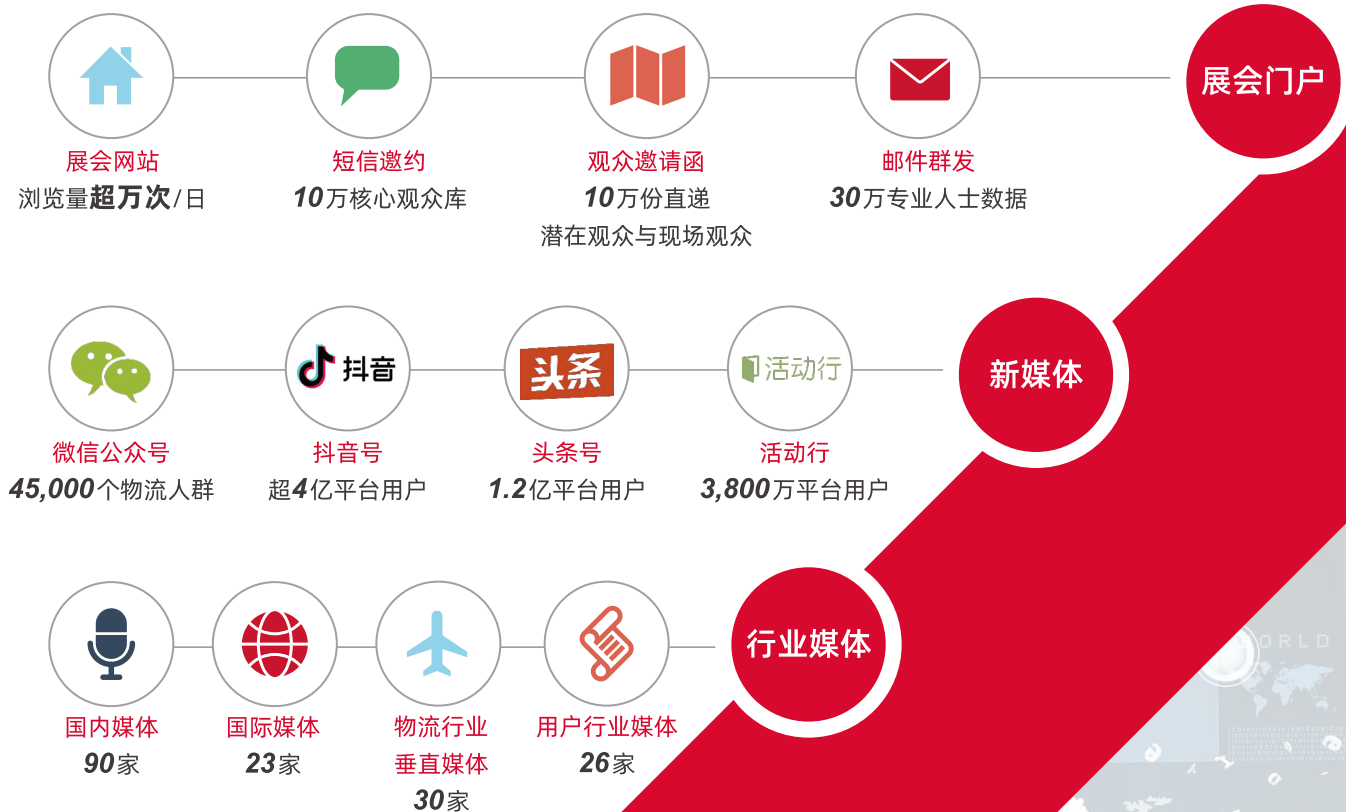 展会门户
展会网站
浏览量超万次/日
短信邀约
10万核心观众库
观众邀请函
10万份直递
潜在观众与现场观众
邮件群发
30万专业人士数据
新媒体
抖音
头条
活动行
微信公众号
45,000个物流人群
抖音号
超4亿平台用户
头条号
1.2亿平台用户
活动行
3,800万平台用户
行业媒体
国内媒体
90家
国际媒体
23家
物流行业
垂直媒体
30家
用户行业媒体
26家
WORLD